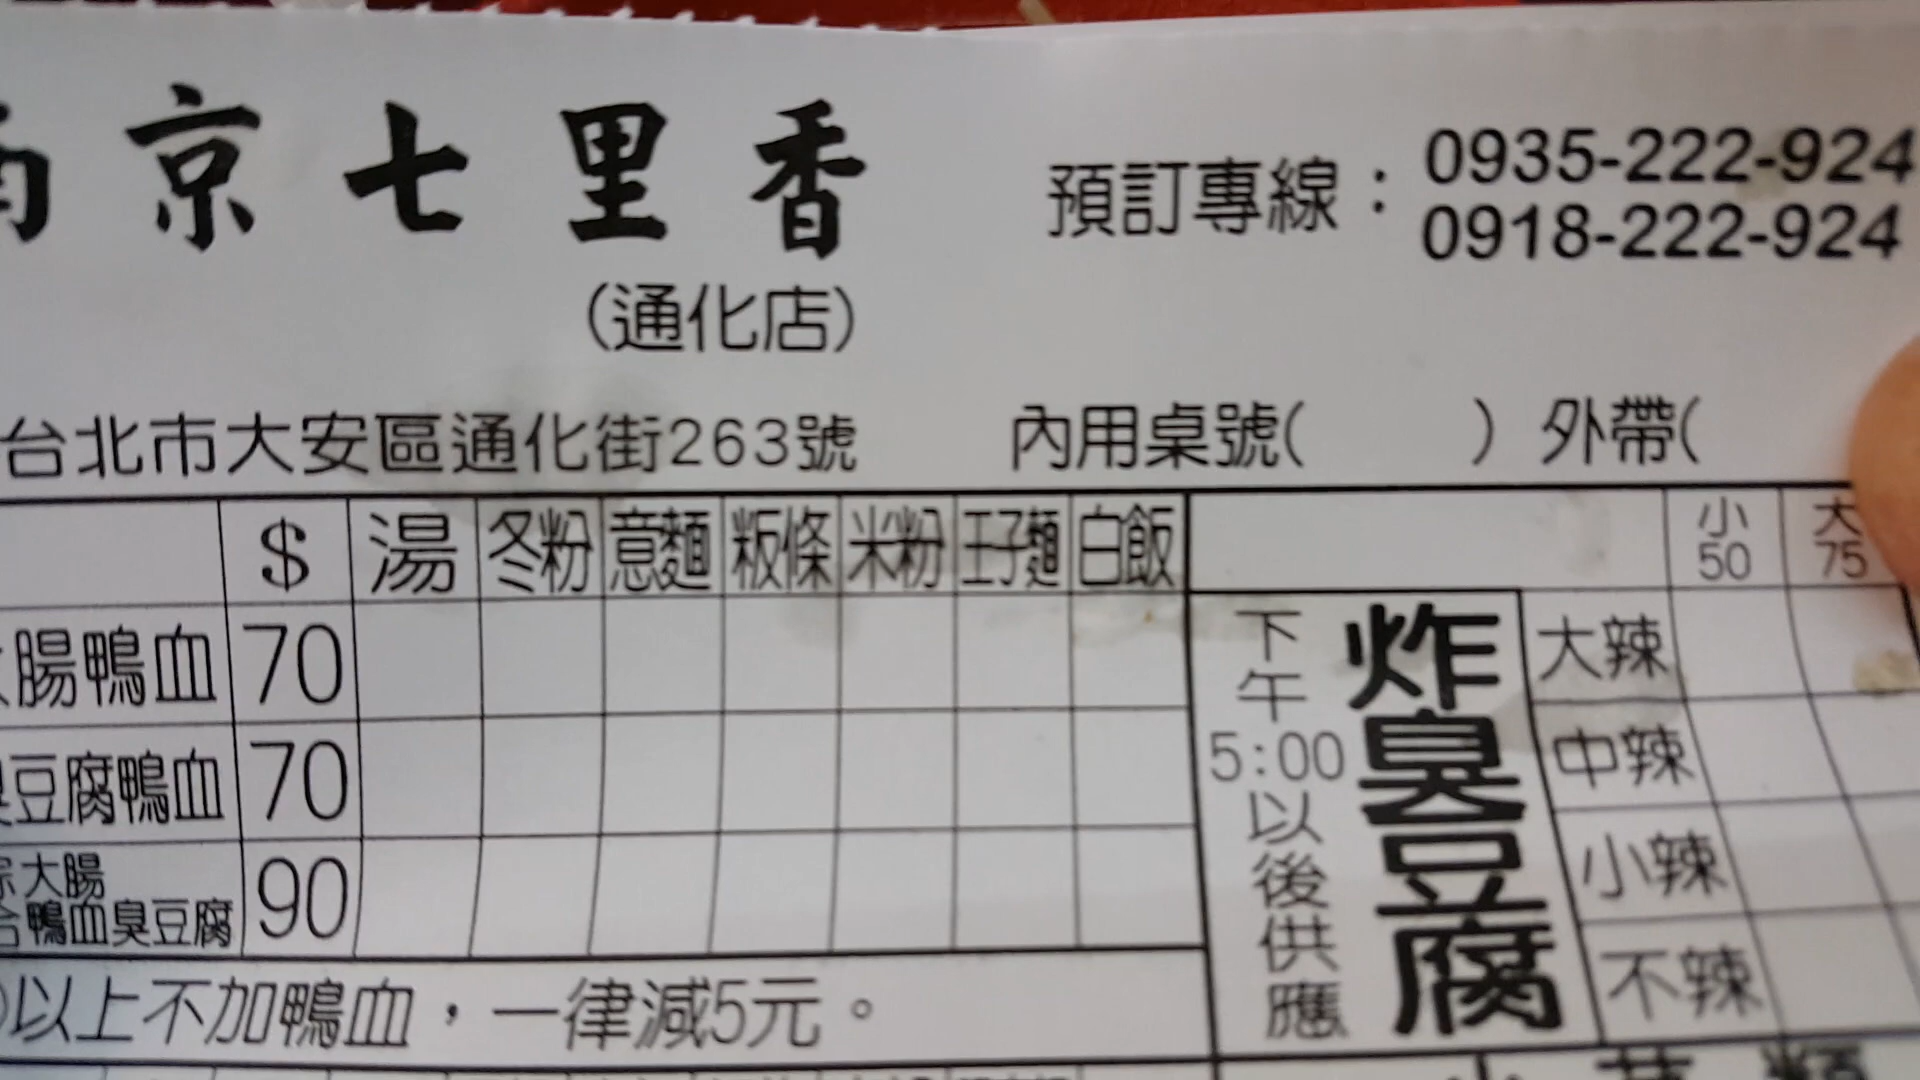 京七里香
預訂專線：0935-222-924
0918-222-924
(通化店)
台北市大安區通化街263號 內用桌號( ) 外帶(
$ 湯 冬粉 意麵 粄條 米粉 王子麵 白飯
腸鴨血 70
豆腐鴨血 70
大腸
鴨血臭豆腐 90
以上不加鴨血，一律減5元。
小 大
50 75
下午5:00以後供應
炸臭豆腐
大辣
中辣
小辣
不辣